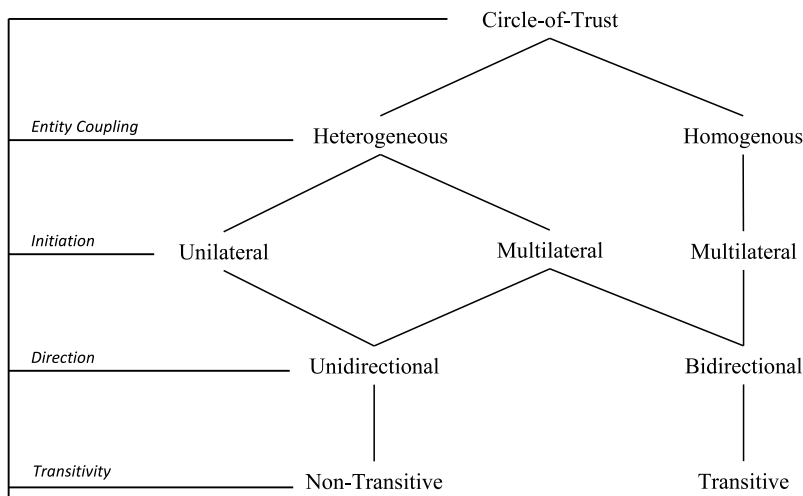 Circle-of-Trust
Entity Coupling
Heterogeneous
Homogenous
Initiation
Unilateral
Multilateral
Multilateral
Direction
Unidirectional
Bidirectional
Transitivity
Non-Transitive
Transitive